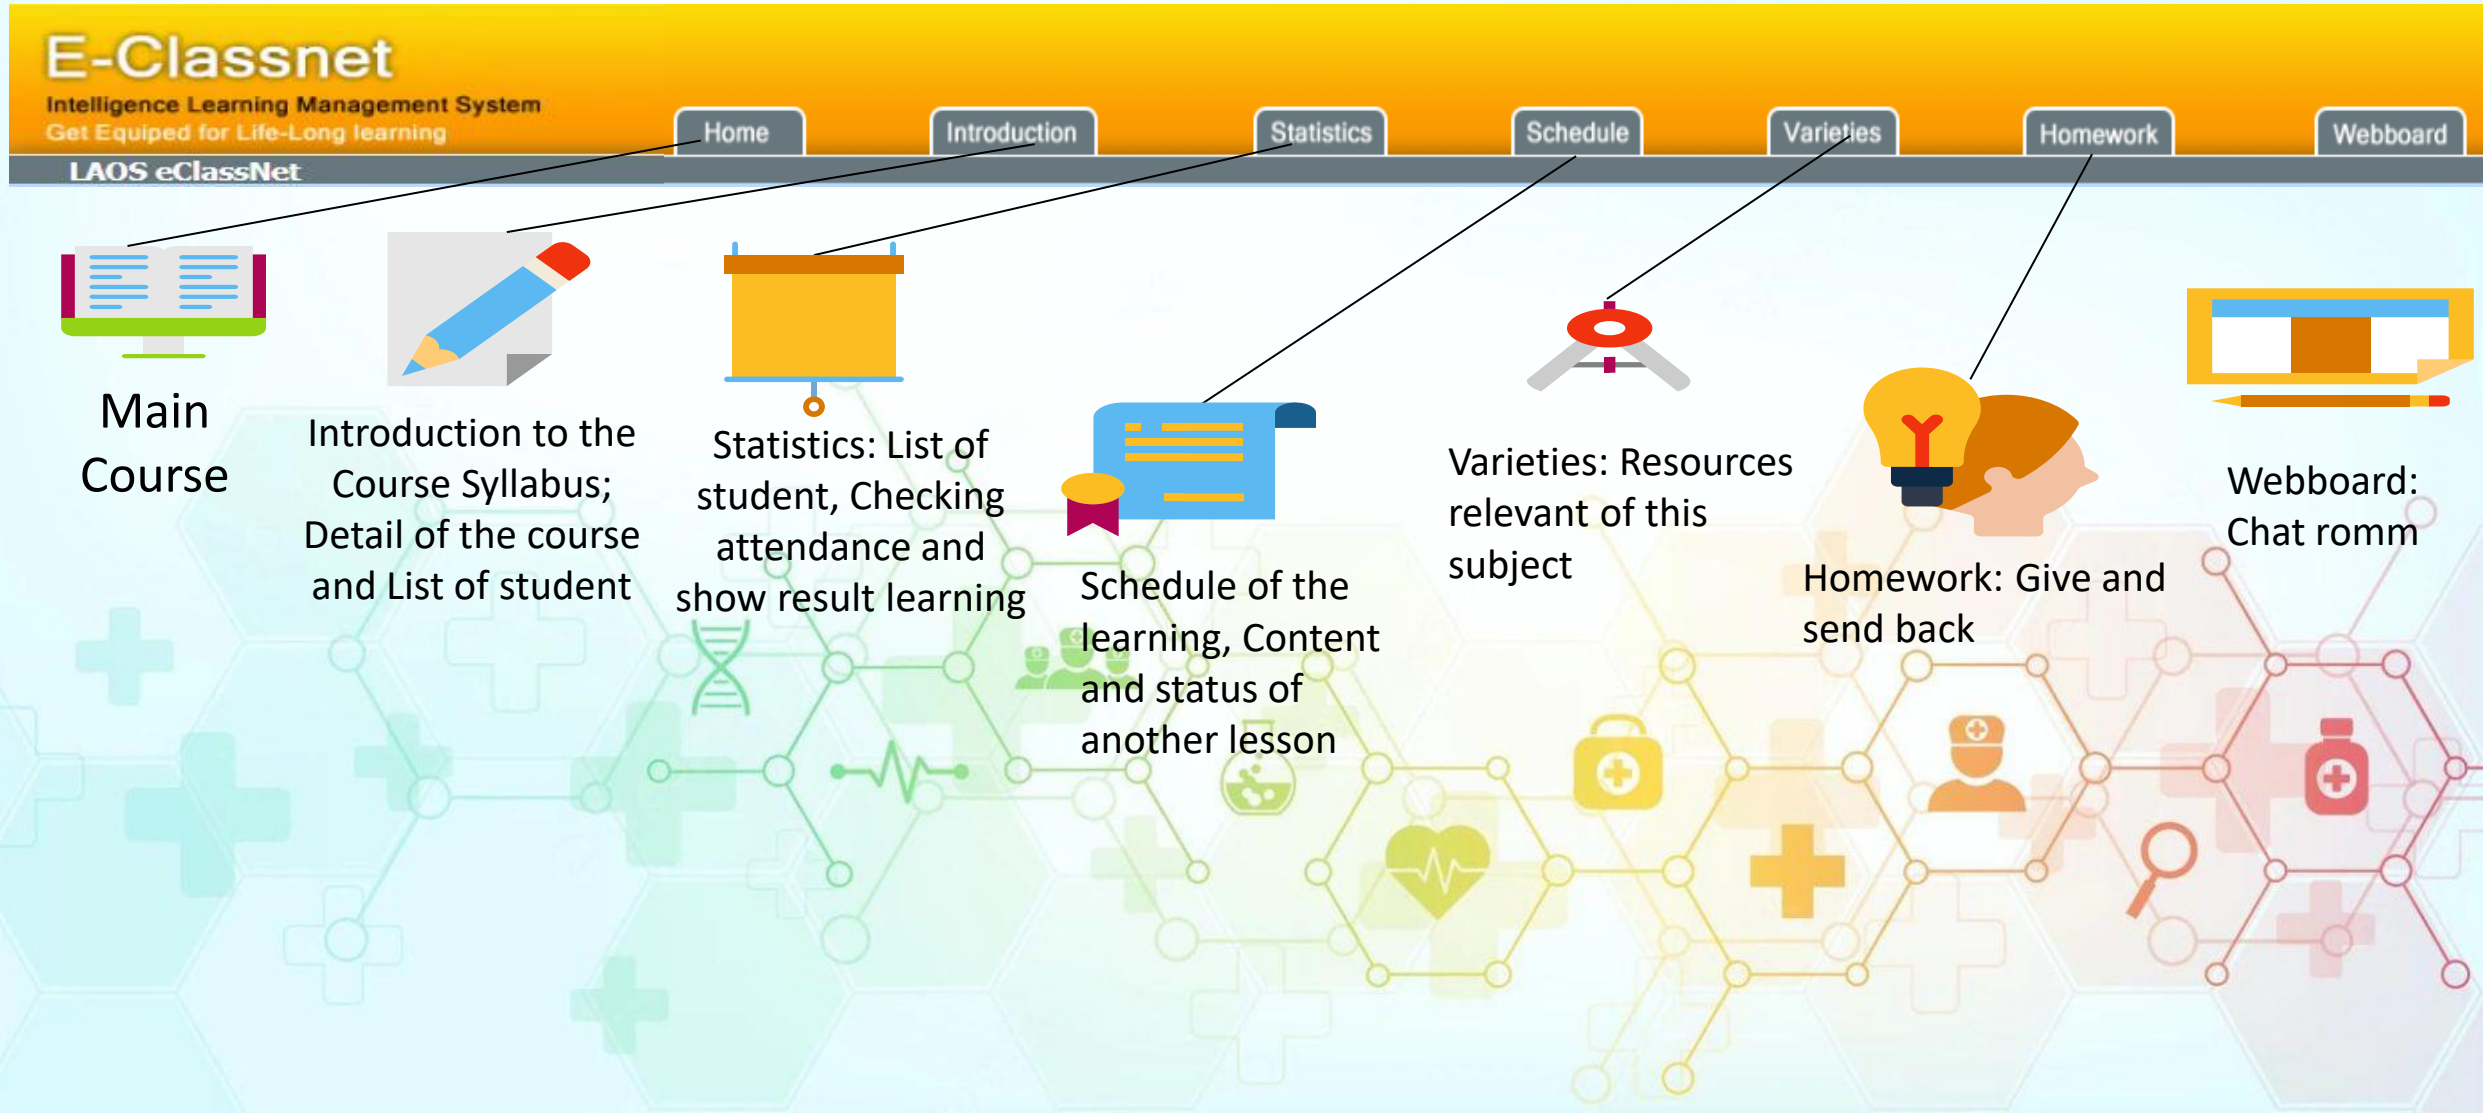 E-Classnet
Intelligence Learning Management System
Get Equiped for Life-Long learning
LAOS eClassNet
Home
Introduction
Statistics
Schedule
Varieties
Homework
Webboard
Main
Course
Introduction to the
Course Syllabus;
Detail of the course
and List of student
Statistics: List of
student, Checking
attendance and
show result learning
Schedule of the
learning, Content
and status of
another lesson
Varieties: Resources
relevant of this
subject
Homework: Give and
send back
Webboard:
Chat romm